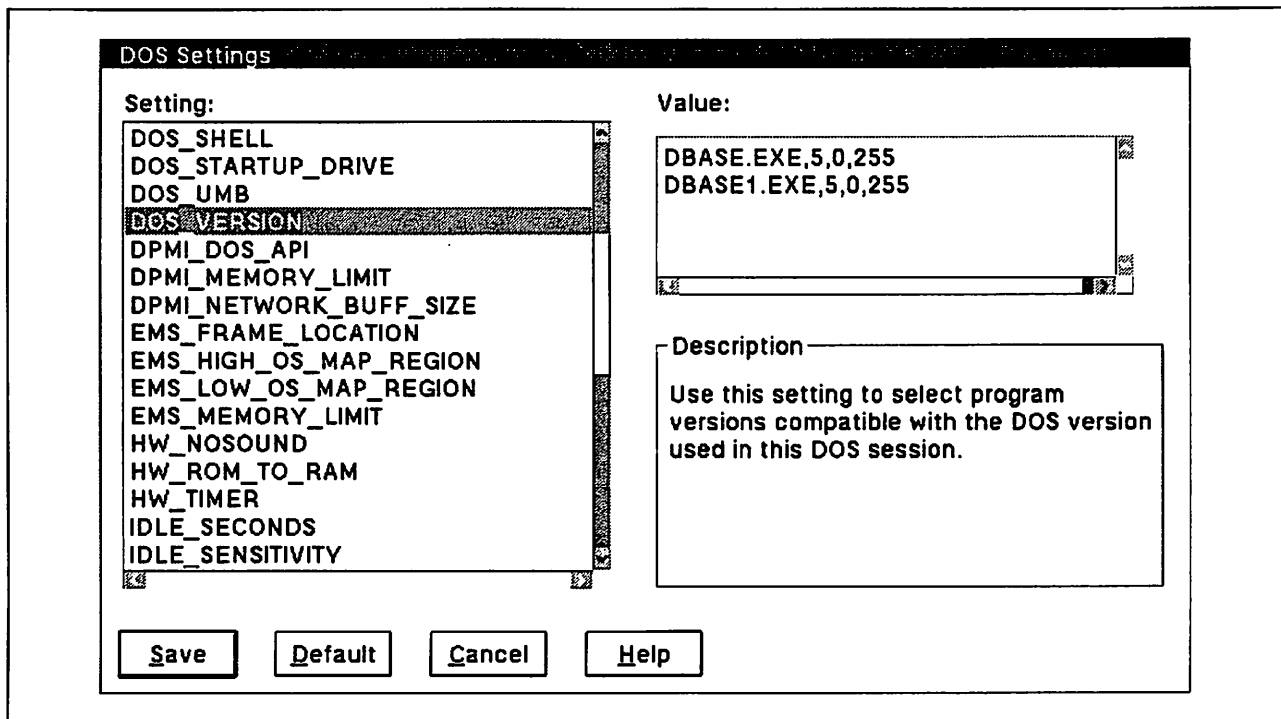 DOS Settings
Setting:
DOS_SHELL
DOS_STARTUP_DRIVE
DOS_UMB
DOS_VERSION
DPMI_DOS_API
DPMI_MEMORY_LIMIT
DPMI_NETWORK_BUFF_SIZE
EMS_FRAME_LOCATION
EMS_HIGH_OS_MAP_REGION
EMS_LOW_OS_MAP_REGION
EMS_MEMORY_LIMIT
HW_NOSOUND
HW_ROM_TO_RAM
HW_TIMER
IDLE_SECONDS
IDLE_SENSITIVITY
Value:
DBASE.EXE,5,0,255
DBASE1.EXE,5,0,255
Description
Use this setting to select program
versions compatible with the DOS version
used in this DOS session.
Save Default Cancel Help